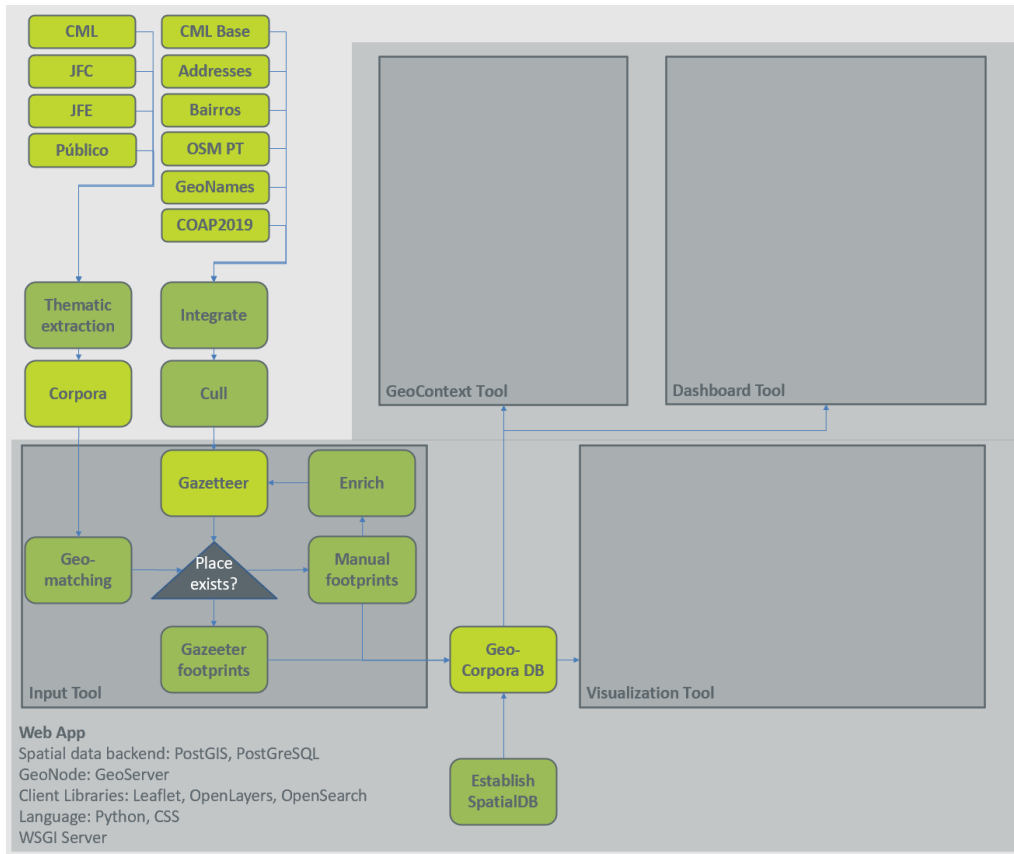 CML
JFC
JFE
Público
CML Base
Addresses
Bairros
OSM PT
GeoNames
COAP2019
Thematic
extraction
Integrate
Corpora
Cull
GeoContext Tool
Dashboard Tool
Gazetteer
Enrich
Geo-
matching
Place
exists?
Manual
footprints
Gazeeter
footprints
Input Tool
Geo-
Corpora DB
Visualization Tool
Establish
SpatialDB
Web App
Spatial data backend: PostGIS, PostGreSQL
GeoNode: GeoServer
Client Libraries: Leaflet, OpenLayers, OpenSearch
Language: Python, CSS
WSGI Server